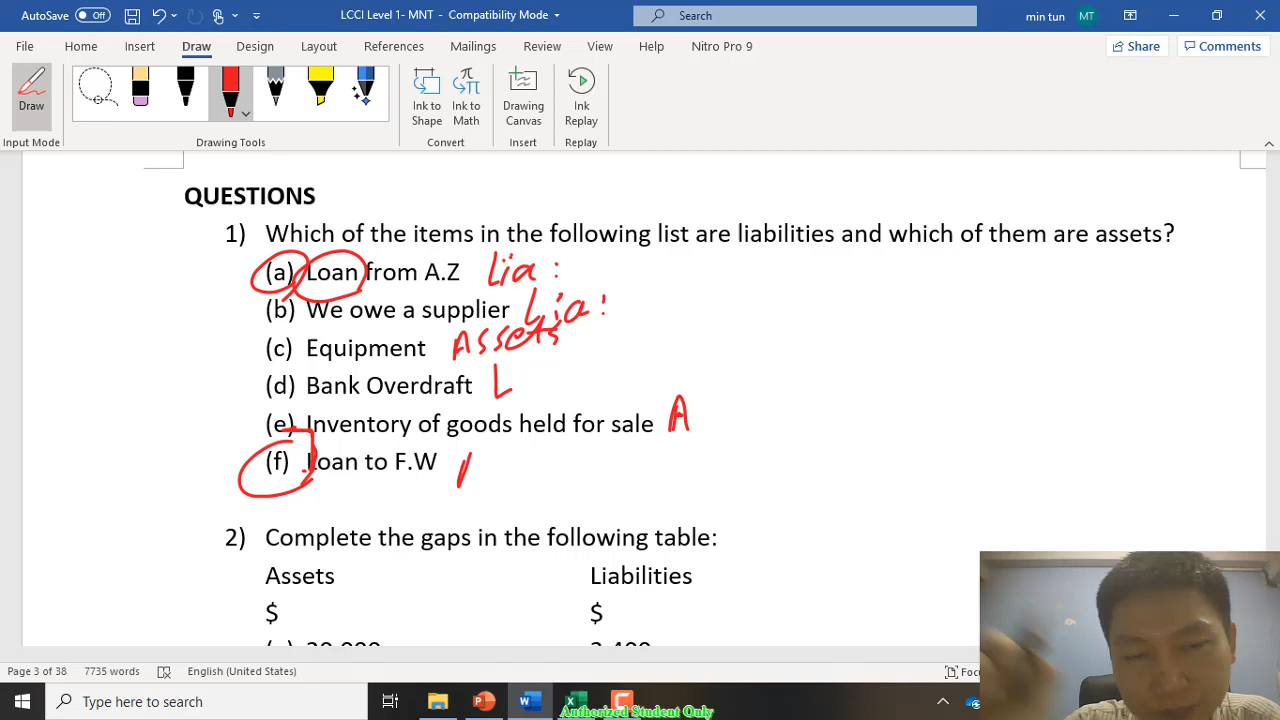 AutoSave Off LCCI Level 1- MNT - Compatibility Mode Search min tun MT
File Home Insert Draw Design Layout References Mailings Review View Help Nitro Pro 9 Share Comments
Draw Ink to Shape Ink to Math Drawing Canvas Ink Replay
Input Mode Drawing Tools Convert Insert Replay
QUESTIONS
1) Which of the items in the following list are liabilities and which of them are assets?
(a) Loan from A.Z Lia :
(b) We owe a supplier Lia :
(c) Equipment Assets
(d) Bank Overdraft L
(e) Inventory of goods held for sale A
(f) Loan to F.W
2) Complete the gaps in the following table:
Assets Liabilities
$ $
Page 3 of 38 7735 words English (United States) Focu
Type here to search
Authorized Student Only